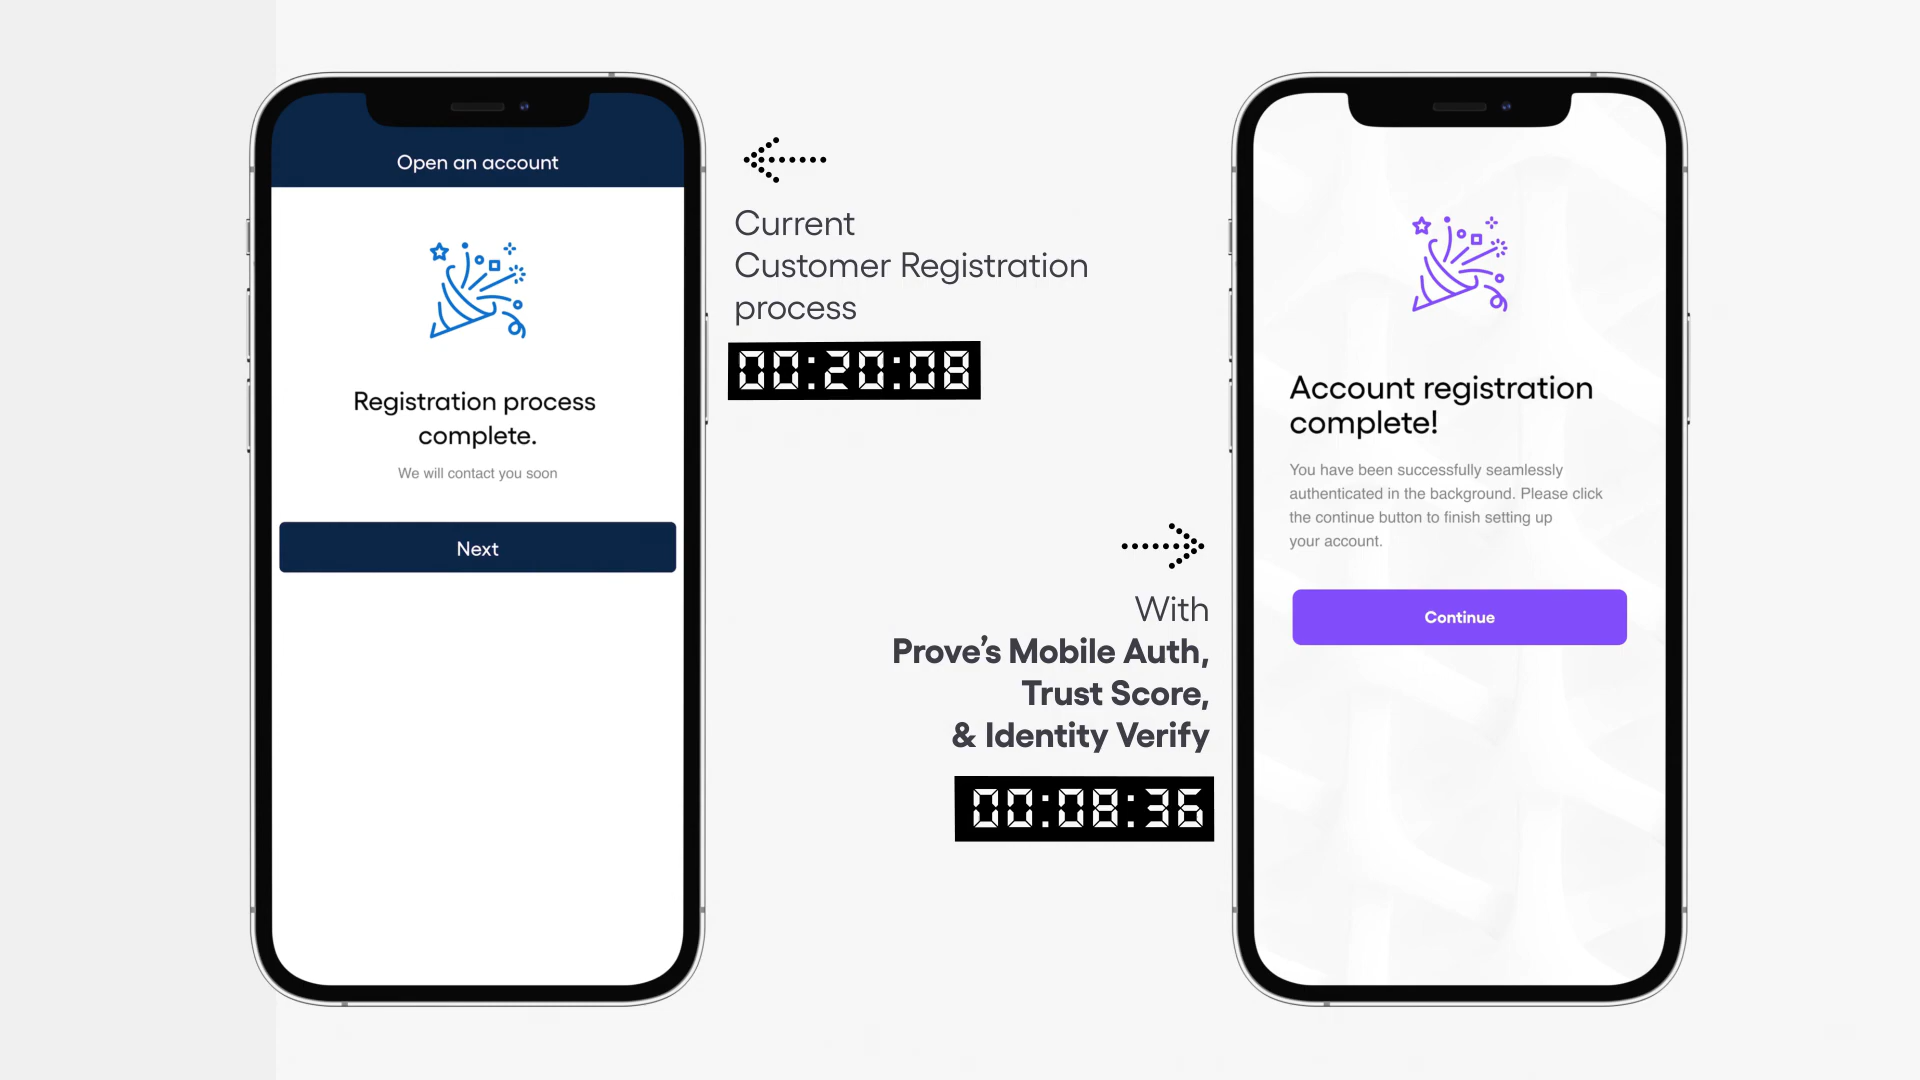 Open an account
Registration process
complete.
We will contact you soon
Next
Current
Customer Registration
process
00:20:08
With
Prove’s Mobile Auth,
Trust Score,
& Identity Verify
00:08:36
Account registration
complete!
You have been successfully seamlessly
authenticated in the background. Please click
the continue button to finish setting up
your account.
Continue